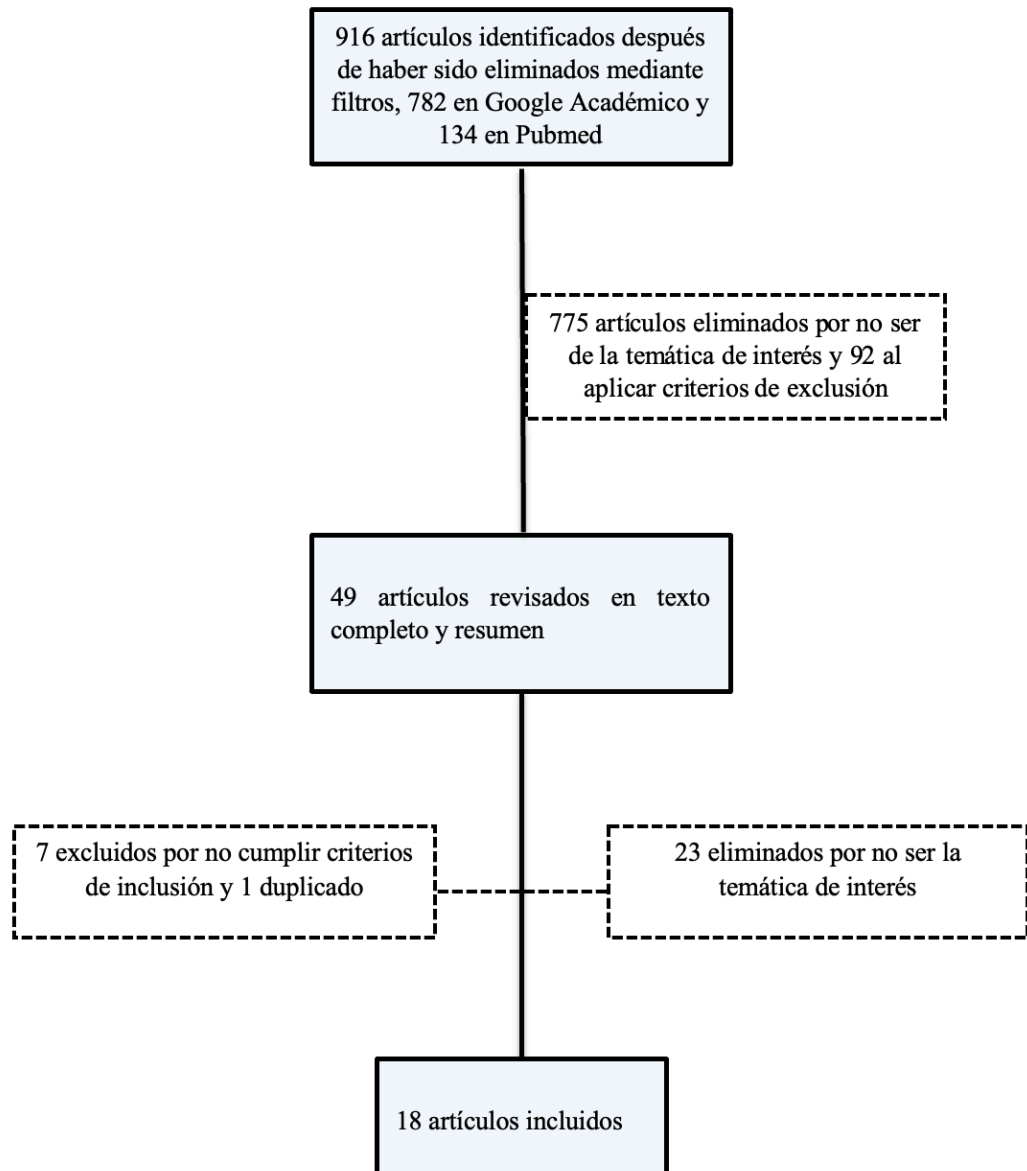 916 artículos identificados después
de haber sido eliminados mediante
filtros, 782 en Google Académico y
134 en Pubmed
775 artículos eliminados por no ser
de la temática de interés y 92 al
aplicar criterios de exclusión
49 artículos revisados en texto
completo y resumen
7 excluidos por no cumplir criterios
de inclusión y 1 duplicado
23 eliminados por no ser la
temática de interés
18 artículos incluidos